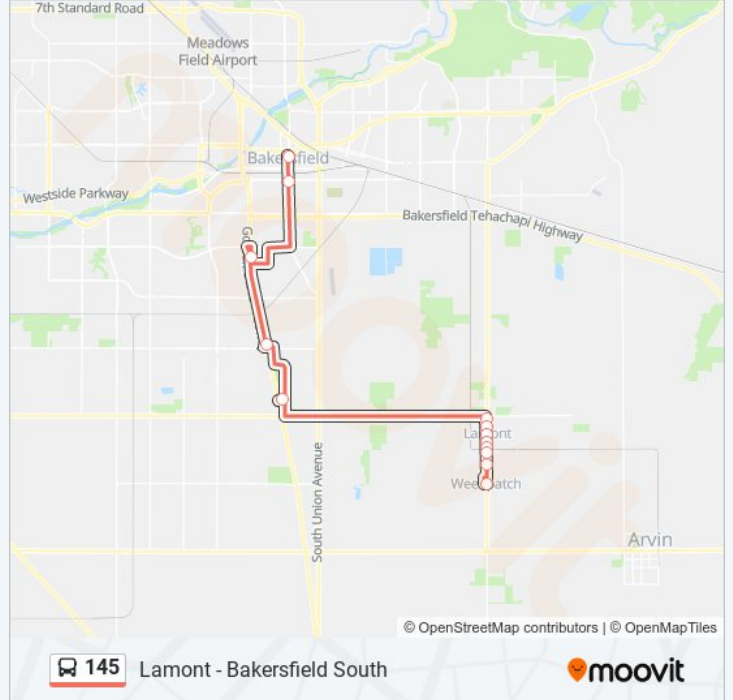 7th Standard Road
Meadows
Field Airport
Bakersfield
Westside Parkway
Bakersfield Tehachapi Highway
Lamont
South Union Avenue
Weedpatch
Arvin
© OpenStreetMap contributors | © OpenMapTiles
145 Lamont - Bakersfield South
moovit